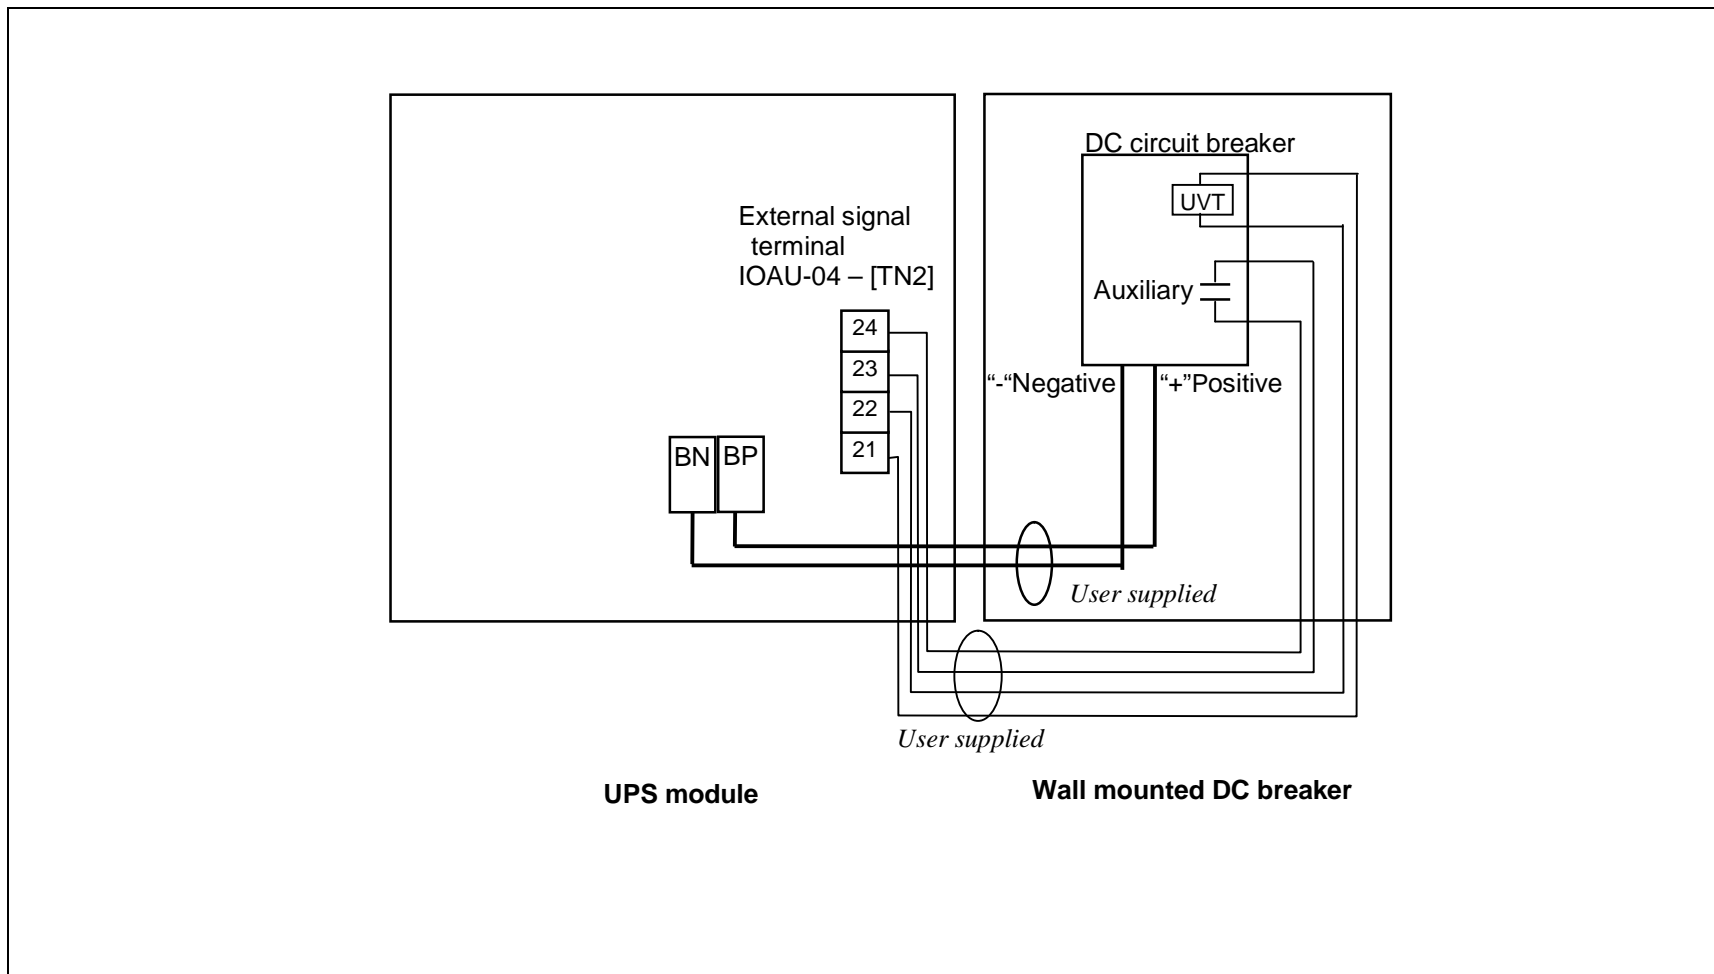 DC circuit breaker
UVT
External signal
terminal
IOAU-04 – [TN2]
Auxiliary
24
23
22
21
“-“Negative
“+”Positive
BN
BP
User supplied
User supplied
UPS module
Wall mounted DC breaker